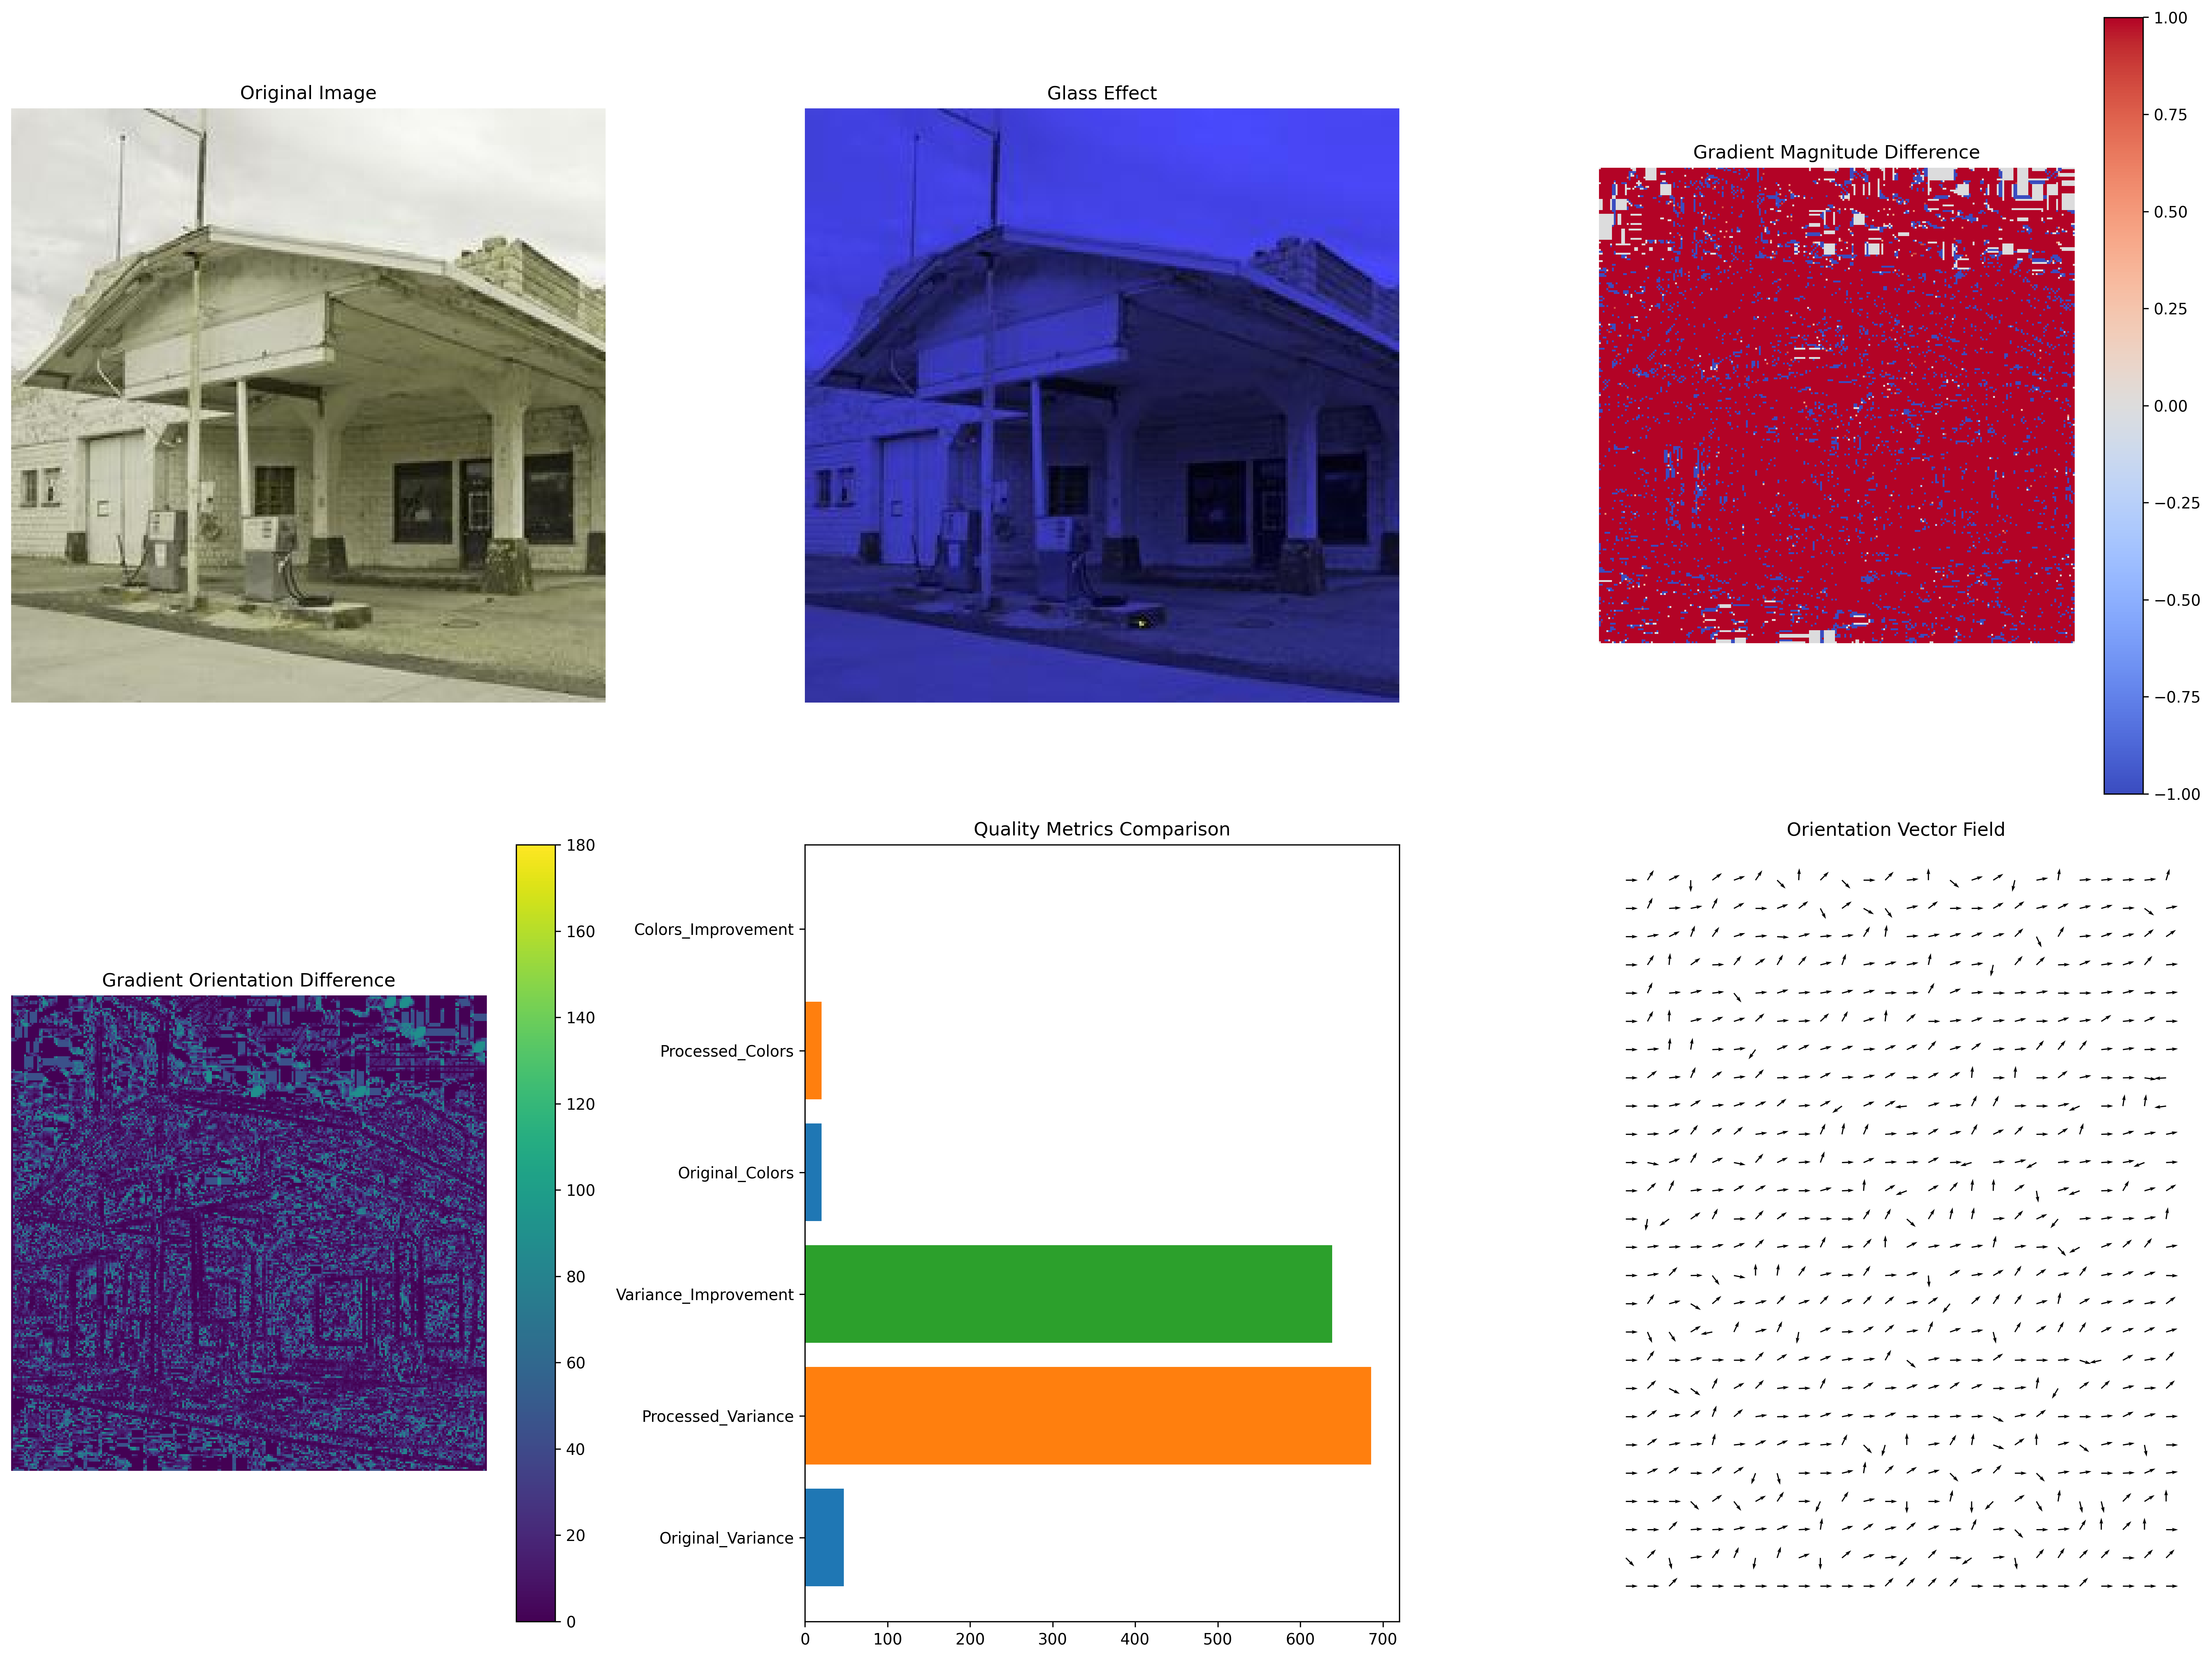 Original Image
Glass Effect
Gradient Magnitude Difference
1.00
0.75
0.50
0.25
0.00
−0.25
−0.50
−0.75
−1.00
Gradient Orientation Difference
180
160
140
120
100
80
60
40
20
0
Quality Metrics Comparison
Colors_Improvement
Processed_Colors
Original_Colors
Variance_Improvement
Processed_Variance
Original_Variance
0 100 200 300 400 500 600 700
Orientation Vector Field